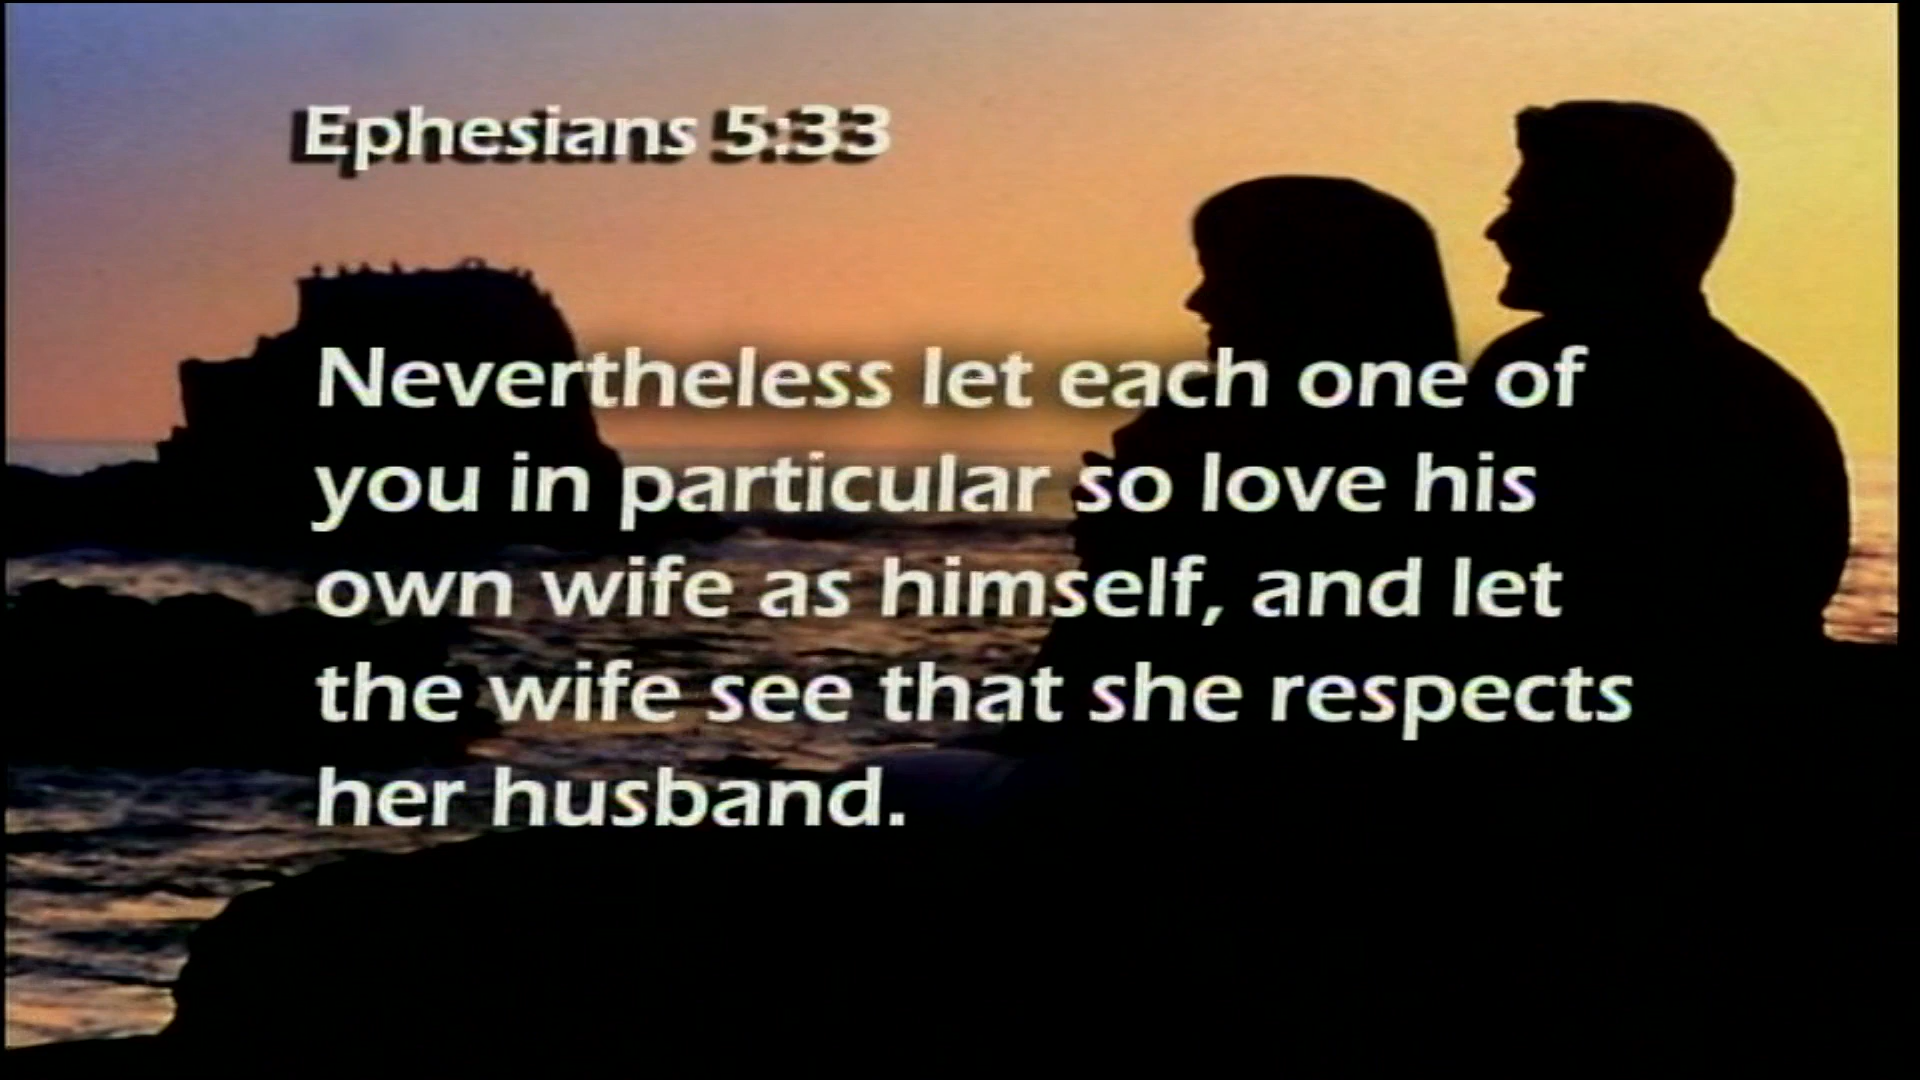 Ephesians 5:33
Nevertheless let each one of
you in particular so love his
own wife as himself, and let
the wife see that she respects
her husband.